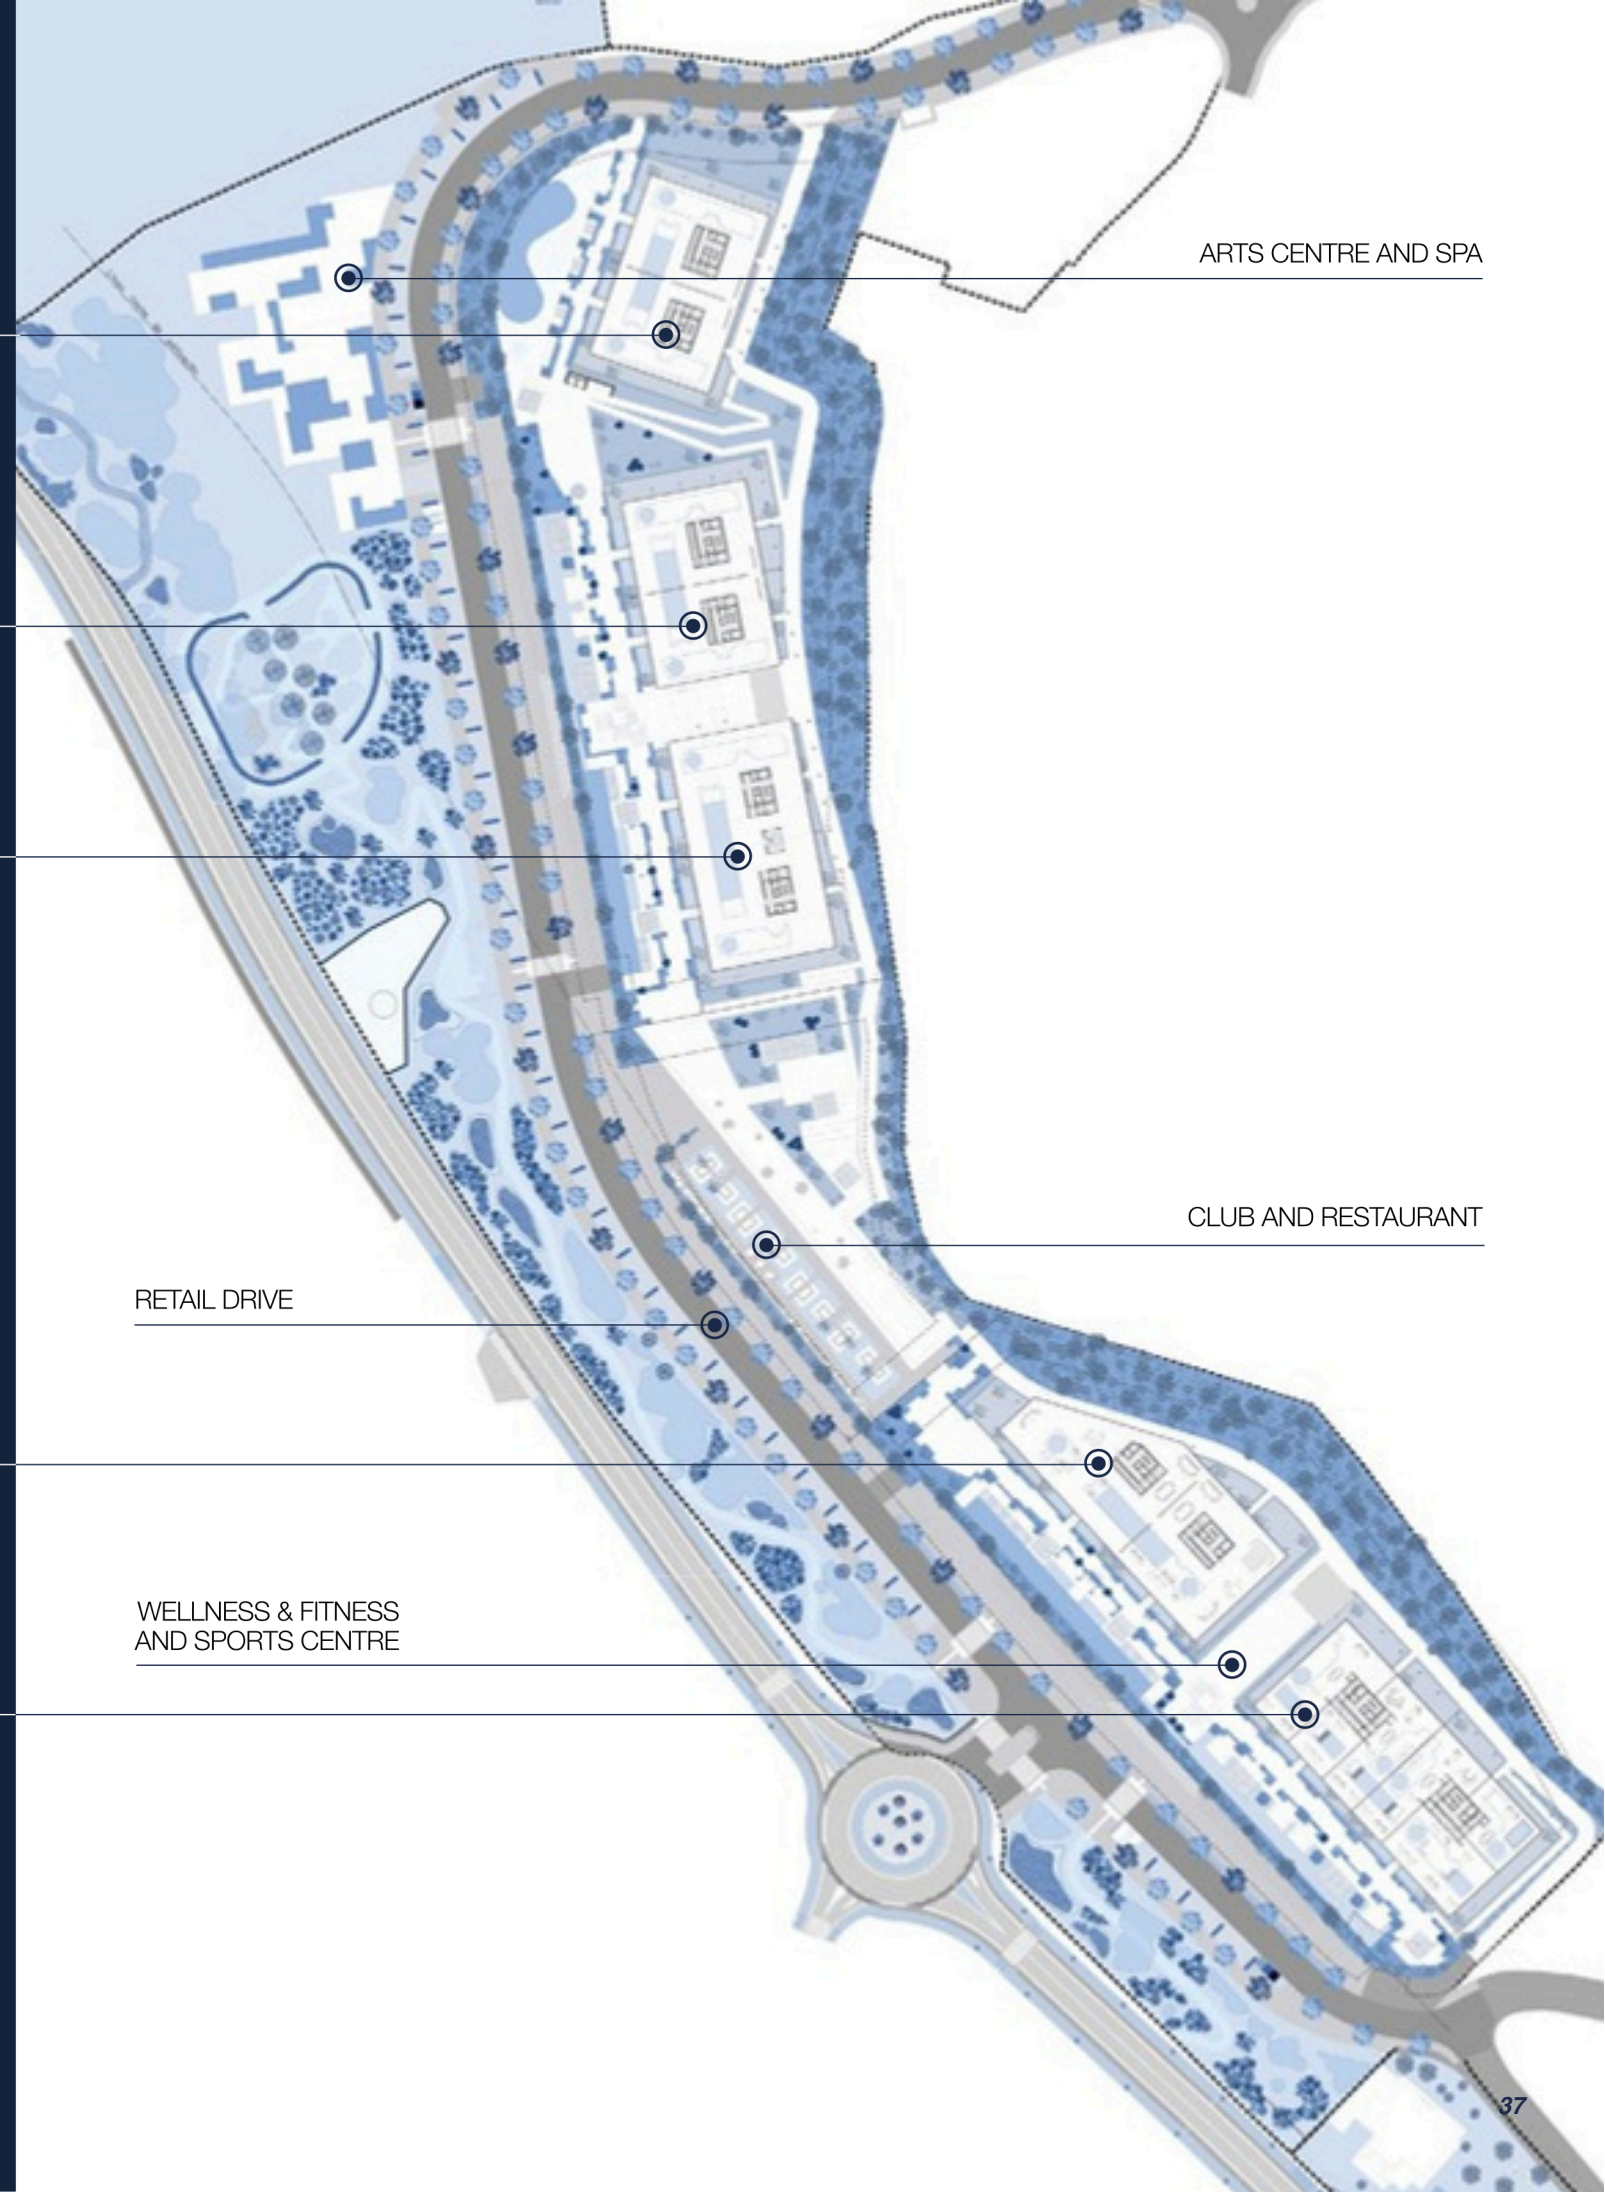 ARTS CENTRE AND SPA
CLUB AND RESTAURANT
RETAIL DRIVE
WELLNESS & FITNESS
AND SPORTS CENTRE
37